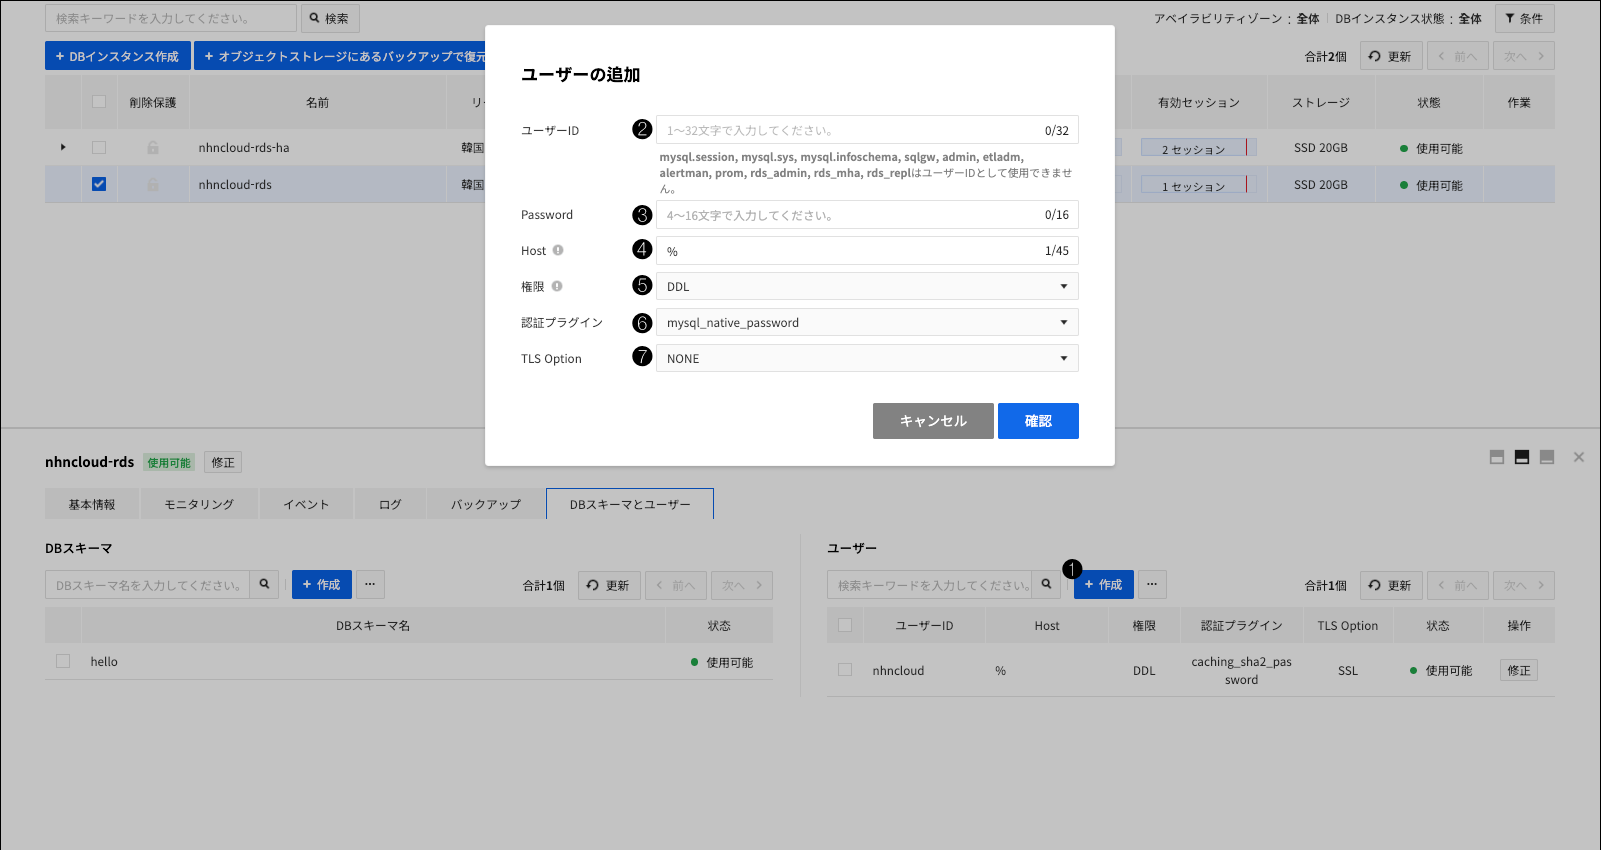 検索キーワードを入力してください。
検索
アベイラビリティゾーン : 全体
DBインスタンス状態 : 全体
条件
+ DBインスタンス作成
+ オブジェクトストレージにあるバックアップで復元
合計2個
更新
前へ
次へ
削除保護
名前
リー
有効セッション
ストレージ
状態
作業
nhncloud-rds-ha
韓国
2 セッション
SSD 20GB
使用可能
nhncloud-rds
韓国
1 セッション
SSD 20GB
使用可能
ユーザーの追加
ユーザーID
2
1～32文字で入力してください。
0/32
mysql.session, mysql.sys, mysql.infoschema, sqlgw, admin, etladm,
alertman, prom, rds_admin, rds_mha, rds_replはユーザーIDとして使用できませ
ん。
Password
3
4～16文字で入力してください。
0/16
Host
4
%
1/45
権限
5
DDL
認証プラグイン
6
mysql_native_password
TLS Option
7
NONE
キャンセル
確認
nhncloud-rds
使用可能
修正
基本情報
モニタリング
イベント
ログ
バックアップ
DBスキーマとユーザー
DBスキーマ
DBスキーマ名を入力してください。
+ 作成
...
合計1個
更新
前へ
次へ
DBスキーマ名
状态
hello
使用可能
ユーザー
検索キーワードを入力してください。
1
+ 作成
...
合計1個
更新
前へ
次へ
ユーザーID
Host
権限
認証プラグイン
TLS Option
状态
操作
nhncloud
%
DDL
caching_sha2_pas
sword
SSL
使用可能
修正